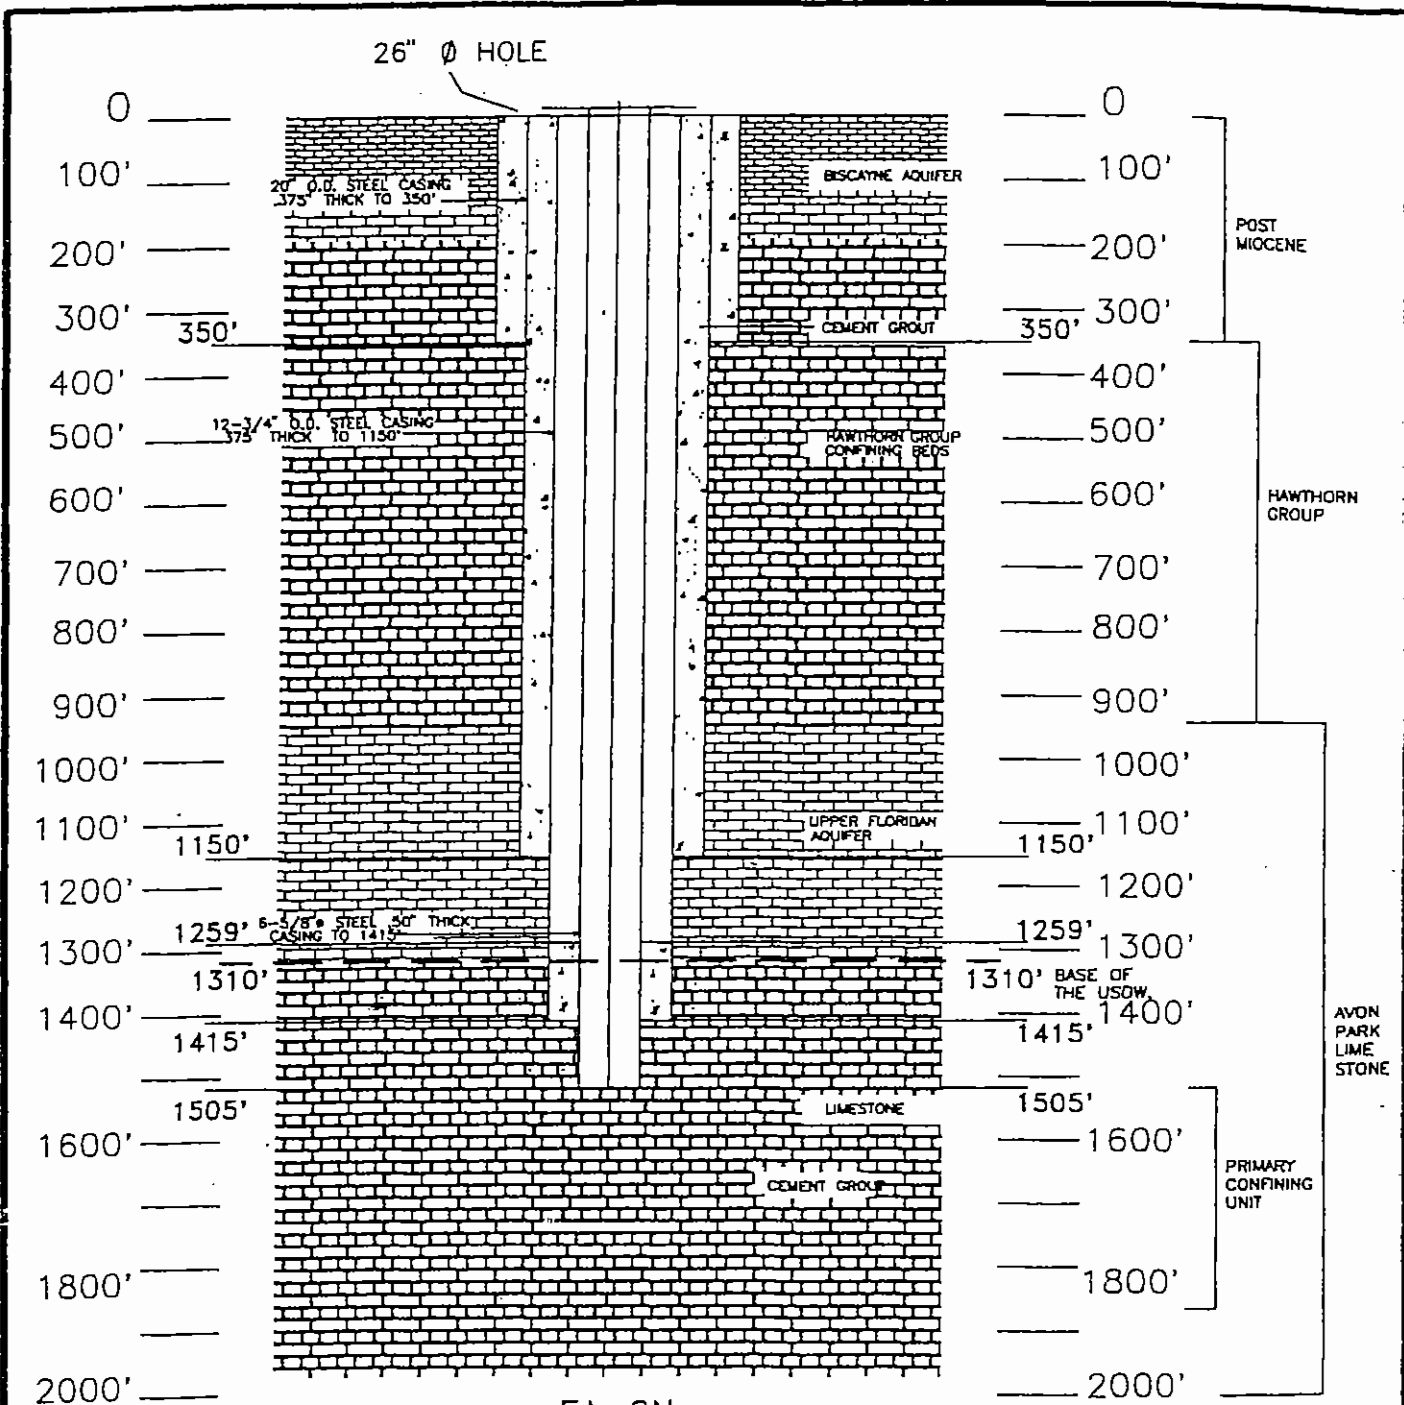 26" Ø HOLE
0
100'
200'
300'
350'
400'
500'
600'
700'
800'
900'
1000'
1100'
1150'
1200'
1259'
1300'
1310'
1400'
1415'
1505'
1600'
1800'
2000'
20" O.D. STEEL CASING
.375" THICK TO 350'
12-3/4" O.D. STEEL CASING
.375" THICK TO 1150'
6-5/8"ø STEEL .50" THICK
CASING TO 1415'
BISCAYNE AQUIFER
CEMENT GROUT
HAWTHORN GROUP
CONFINING BEDS
UPPER FLORIDAN
AQUIFER
LIMESTONE
CEMENT GROUP
0
100'
200'
300'
350'
400'
500'
600'
700'
800'
900'
1000'
1100'
1150'
1200'
1259'
1300'
1310' BASE OF
THE USDW.
1400'
1415'
1505'
1600'
1800'
2000'
POST
MIOCENE
HAWTHORN
GROUP
AVON
PARK
LIME
STONE
PRIMARY
CONFINING
UNIT